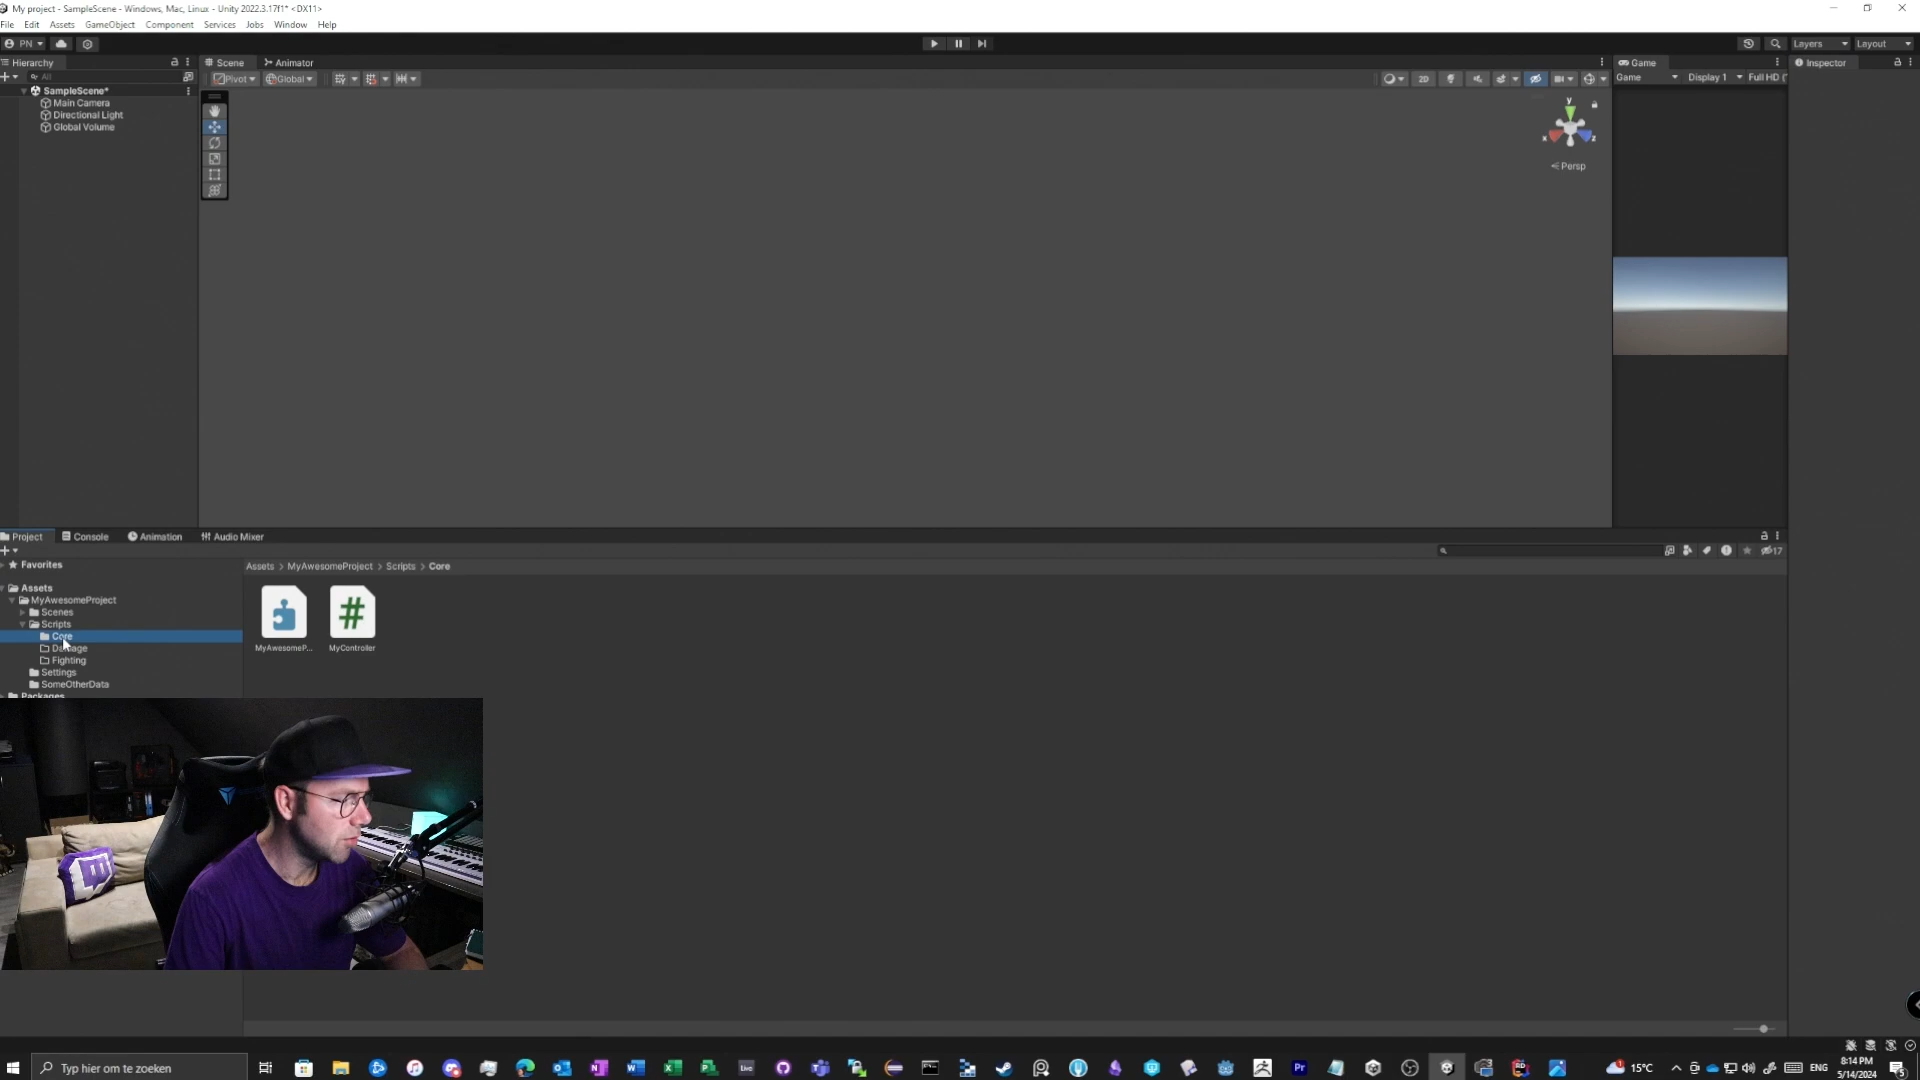 My project - SampleScene - Windows, Mac, Linux - Unity 2022.3.17f1* <DX11>
File Edit Assets GameObject Component Services Jobs Window Help
PN Layers Layout
Hierarchy Scene Animator Game Inspector
All Pivot Global 2D Game Display 1 Full HD (
SampleScene*
Main Camera
Directional Light
Global Volume
y
x z
Persp
Project Console Animation Audio Mixer
17
Favorites
Assets > MyAwesomeProject > Scripts > Core
Assets
MyAwesomeProject
Scenes
Scripts
Core
Damage
Fighting
Settings
SomeOtherData
Packages
MyAwesomeP... MyController
Typ hier om te zoeken
15°C
ENG
8:14 PM
5/14/2024